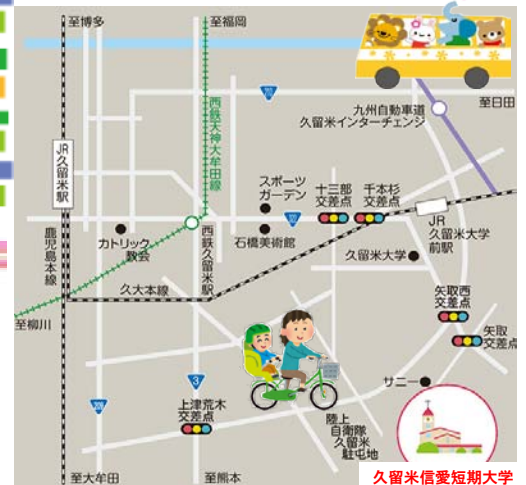 至博多
至福岡
至日田
九州自動車道
久留米インターチェンジ
西鉄天神大牟田線
JR久留米駅
スポーツ
ガーデン
十三部
交差点
千本杉
交差点
カトリック
教会
西鉄久留米駅
石橋美術館
JR
久留米大学
前駅
久留米大学
鹿児島本線
久大本線
矢取西
交差点
至柳川
矢取
交差点
3
サニー
上津荒木
交差点
陸上
自衛隊
久留米
駐屯地
至大牟田
至熊本
久留米信愛短期大学